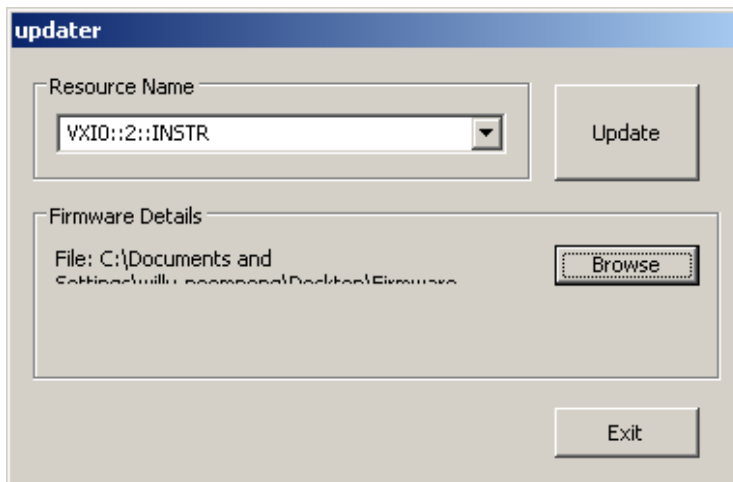 updater
Resource Name
VXI0::2::INSTR
Update
Firmware Details
File: C:\Documents and
Browse
Exit